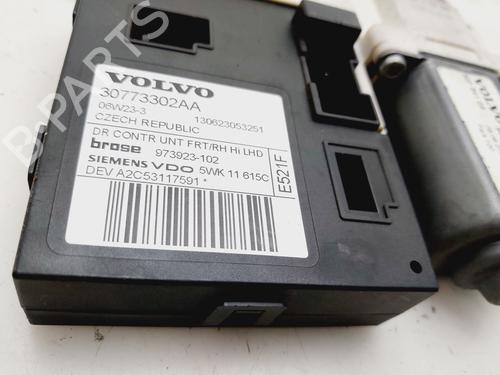 VOLVO
30773302AA
06W23-3 130623053251
CZECH REPUBLIC
DR CONTR UNT FRT/RH Hi LHD
brose 973923-102
SIEMENS VDO 5WK 11 615C
DEV A2C53117591 *
E521F
B-PARTS